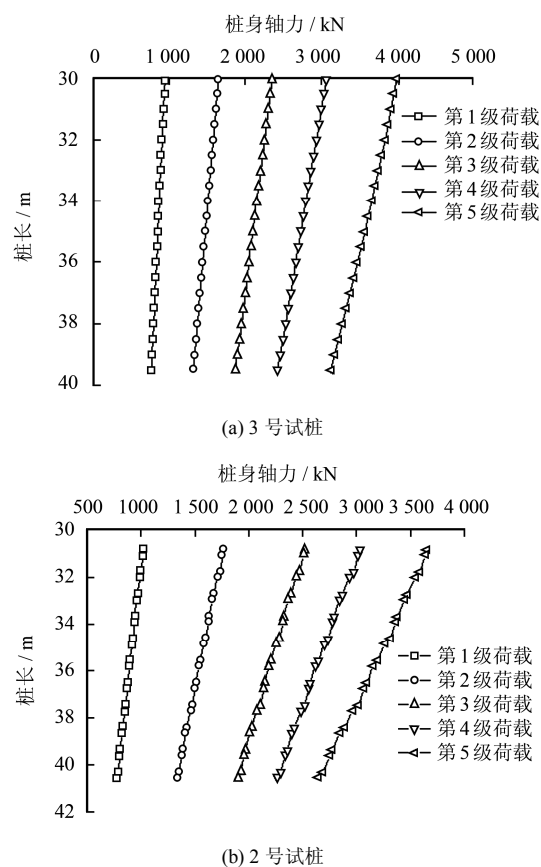 桩身轴力 / kN
0 1 000 2 000 3 000 4 000 5 000
30
32
34
36
38
40
桩长 / m
第 1 级荷载
第 2 级荷载
第 3 级荷载
第 4 级荷载
第 5 级荷载
(a) 3 号试桩
桩身轴力 / kN
500 1 000 1 500 2 000 2 500 3 000 3 500 4 000
30
32
34
36
38
40
42
桩长 / m
第 1 级荷载
第 2 级荷载
第 3 级荷载
第 4 级荷载
第 5 级荷载
(b) 2 号试桩